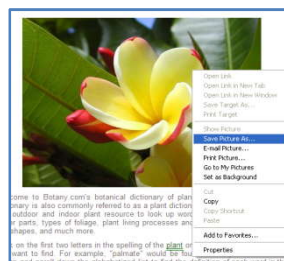 Open Link
Open Link in New Tab
Open Link in New Window
Save Target As...
Print Target
Show Picture
Save Picture As...
E-mail Picture...
Print Picture...
Go to My Pictures
Set as Background
Cut
Copy
Copy Shortcut
Paste
Add to Favorites...
Properties
come to Botany.com's botanical dictionary of plan
onary is also commonly referred to as a plant diction
outdoor and indoor plant resource to look up word
r parts, types of foliage, plant living processes and
shapes, and much more.
on the first two letters in the spelling of the plant or
want to find. For example, "palmate" would be fou